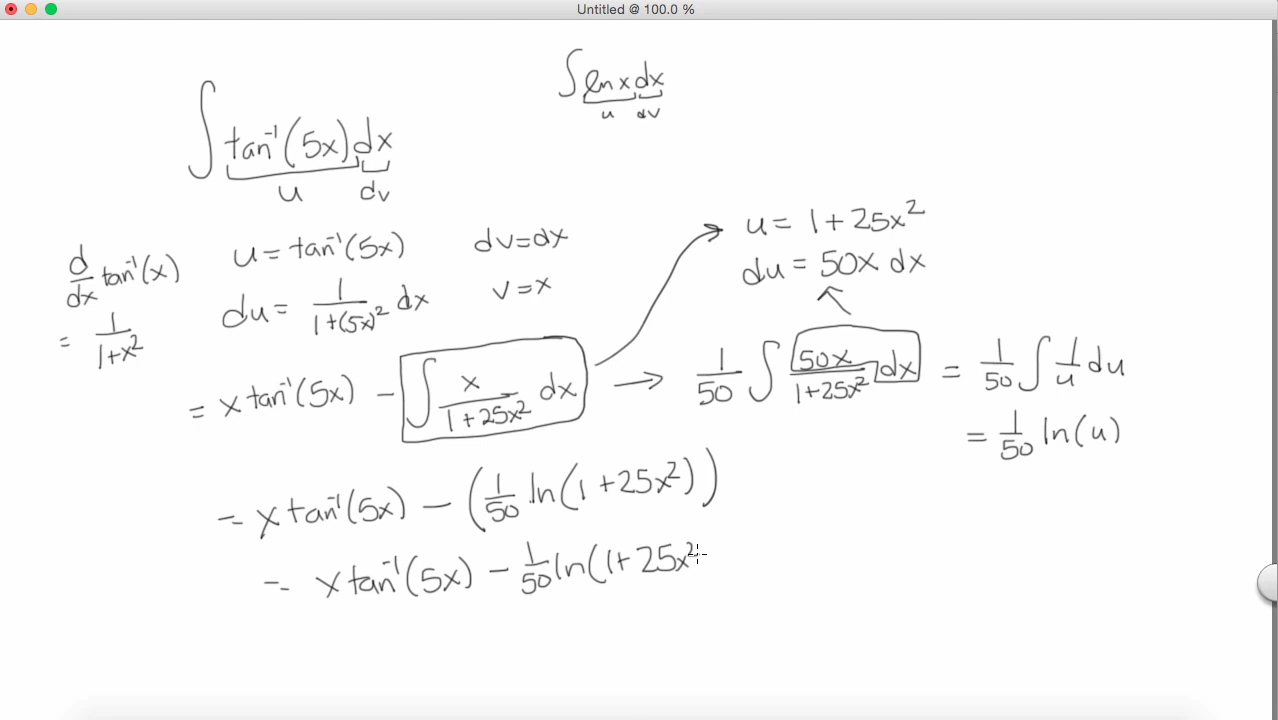 Untitled @ 100.0 %
∫ ln x dx
u dv
∫ tan⁻¹(5x) dx
u dv
d/dx tan⁻¹(x)
= 1/(1+x²)
u = tan⁻¹(5x) dv = dx
du = 1/(1+(5x)²) dx v = x
u = 1 + 25x²
du = 50x dx
= x tan⁻¹(5x) − ∫ x/(1+25x²) dx → 1/50 ∫ 50x/(1+25x²) dx = 1/50 ∫ 1/u du
= 1/50 ln(u)
= x tan⁻¹(5x) − (1/50 ln(1+25x²))
= x tan⁻¹(5x) − 1/50 ln(1+25x²